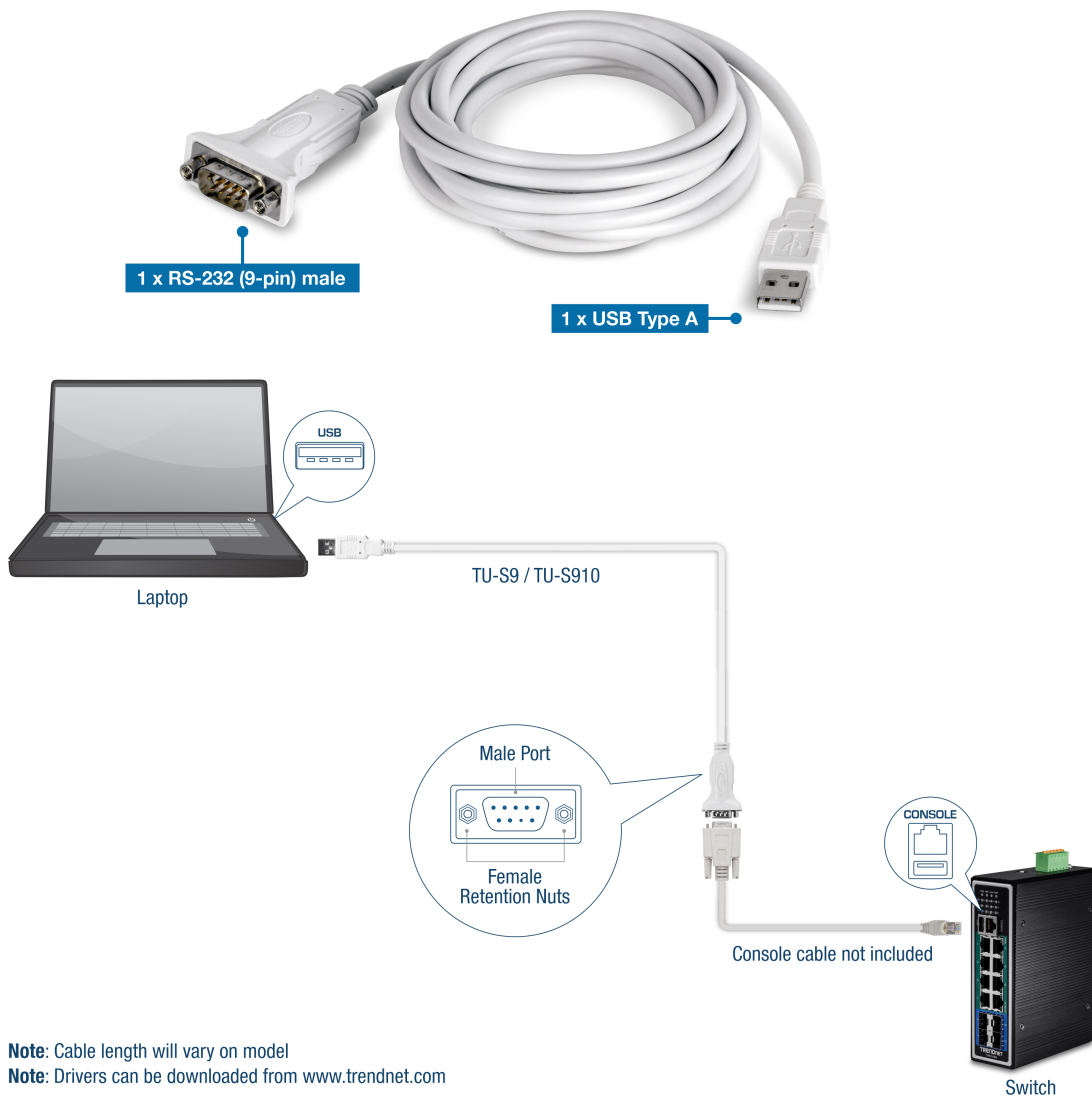 1 x RS-232 (9-pin) male
1 x USB Type A
USB
Laptop
TU-S9 / TU-S910
Male Port
Female
Retention Nuts
CONSOLE
Console cable not included
TRENDNET
Switch
Note: Cable length will vary on model
Note: Drivers can be downloaded from www.trendnet.com